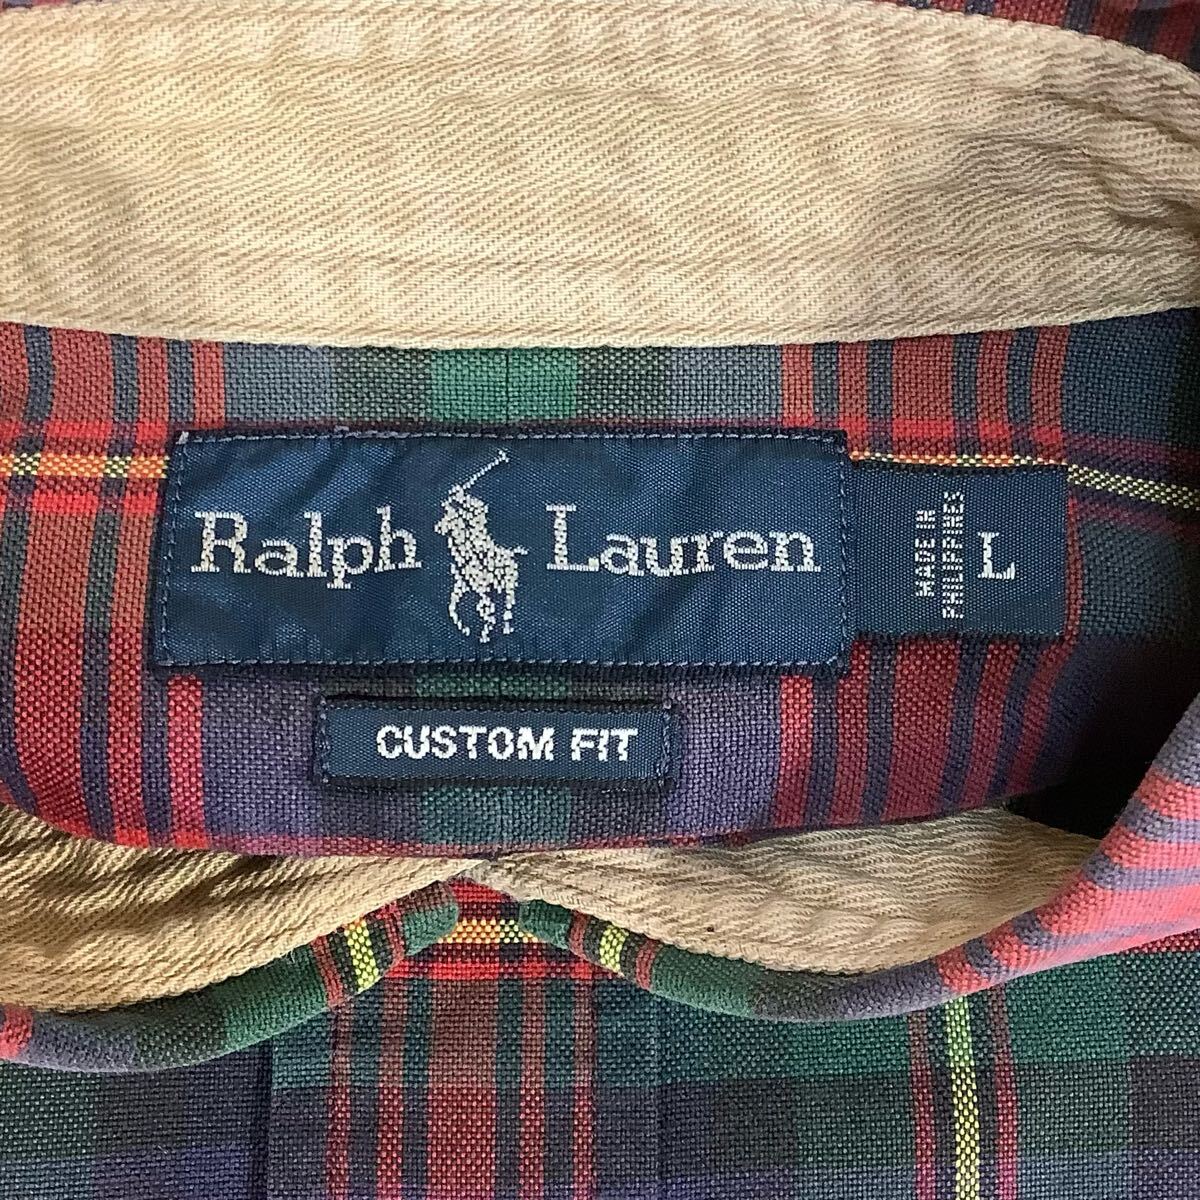 Ralph Lauren
MADE IN
PHILIPPINES
L
CUSTOM FIT